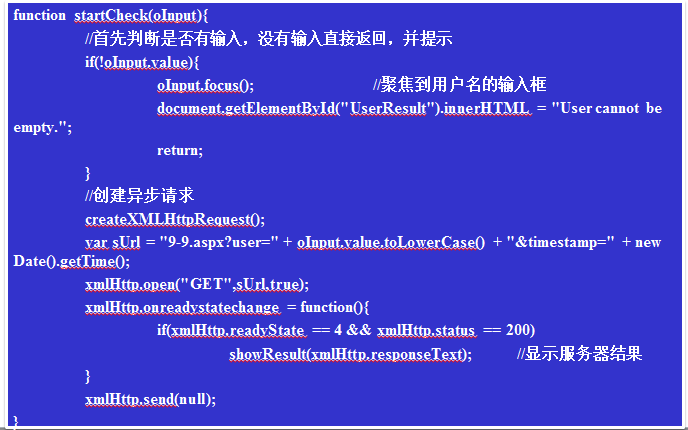 function startCheck(oInput){
//首先判断是否有输入，没有输入直接返回，并提示
if(!oInput.value){
oInput.focus(); //聚焦到用户名的输入框
document.getElementById("UserResult").innerHTML = "User cannot be
empty.";
return;
}
//创建异步请求
createXMLHttpRequest();
var sUrl = "9-9.aspx?user=" + oInput.value.toLowerCase() + "&timestamp=" + new
Date().getTime();
xmlHttp.open("GET",sUrl,true);
xmlHttp.onreadystatechange = function(){
if(xmlHttp.readyState == 4 && xmlHttp.status == 200)
showResult(xmlHttp.responseText); //显示服务器结果
}
xmlHttp.send(null);
}